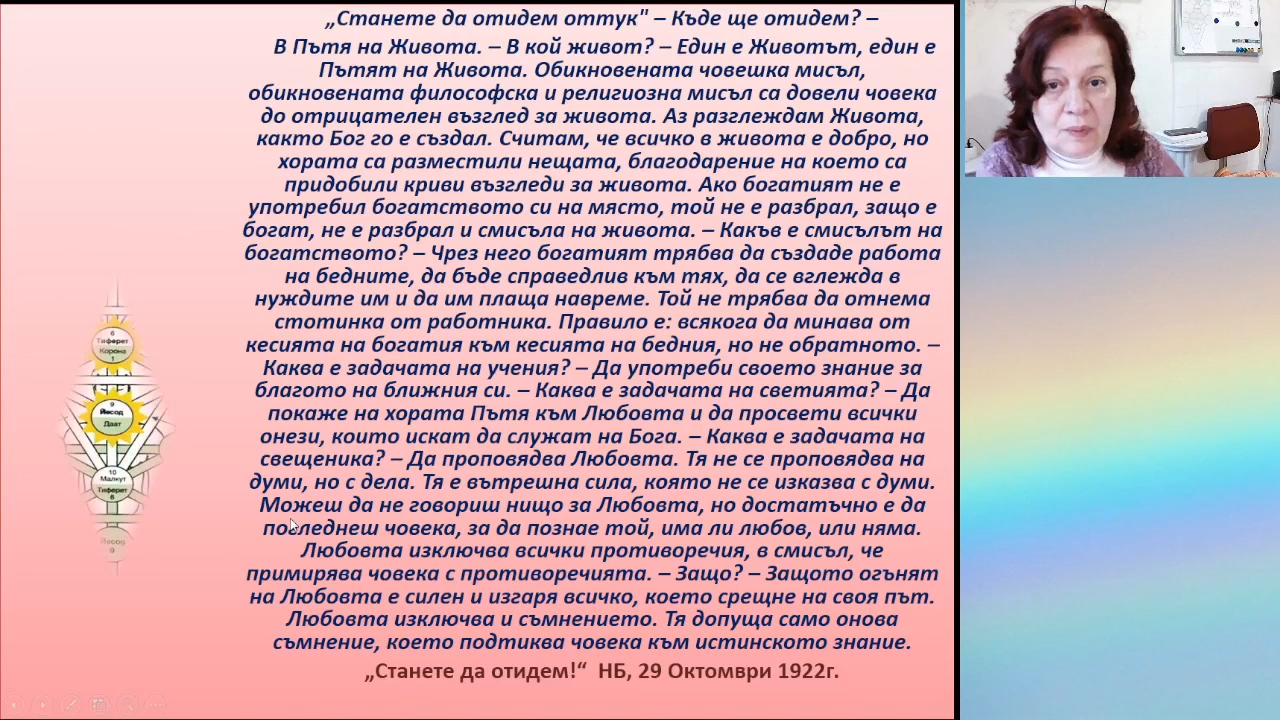 „Станете да отидем оттук" – Къде ще отидем? –
В Пътя на Живота. – В кой живот? – Един е Животът, един е
Пътят на Живота. Обикновената човешка мисъл,
обикновената философска и религиозна мисъл са довели човека
до отрицателен възглед за живота. Аз разглеждам Живота,
както Бог го е създал. Считам, че всичко в живота е добро, но
хората са разместили нещата, благодарение на което са
придобили криви възгледи за живота. Ако богатият не е
употребил богатството си на място, той не е разбрал, защо е
богат, не е разбрал и смисъла на живота. – Какъв е смисълът на
богатството? – Чрез него богатият трябва да създаде работа
на бедните, да бъде справедлив към тях, да се вглежда в
нуждите им и да им плаща навреме. Той не трябва да отнема
стотинка от работника. Правило е: всякога да минава от
кесията на богатия към кесията на бедния, но не обратното. –
Каква е задачата на учения? – Да употреби своето знание за
благото на ближния си. – Каква е задачата на светията? – Да
покаже на хората Пътя към Любовта и да просвети всички
онези, които искат да служат на Бога. – Каква е задачата на
свещеника? – Да проповядва Любовта. Тя не се проповядва на
думи, но с дела. Тя е вътрешна сила, която не се изказва с думи.
Можеш да не говориш нищо за Любовта, но достатъчно е да
погледнеш човека, за да познае той, има ли любов, или няма.
Любовта изключва всички противоречия, в смисъл, че
примирява човека с противоречията. – Защо? – Защото огънят
на Любовта е силен и изгаря всичко, което срещне на своя път.
Любовта изключва и съмнението. Тя допуща само онова
съмнение, което подтиква човека към истинското знание.
„Станете да отидем!“ НБ, 29 Октомври 1922г.
6
Тиферет
Корона
1
9
Йесод
Даат
10
Малкут
Тиферет
6
Йесод
9